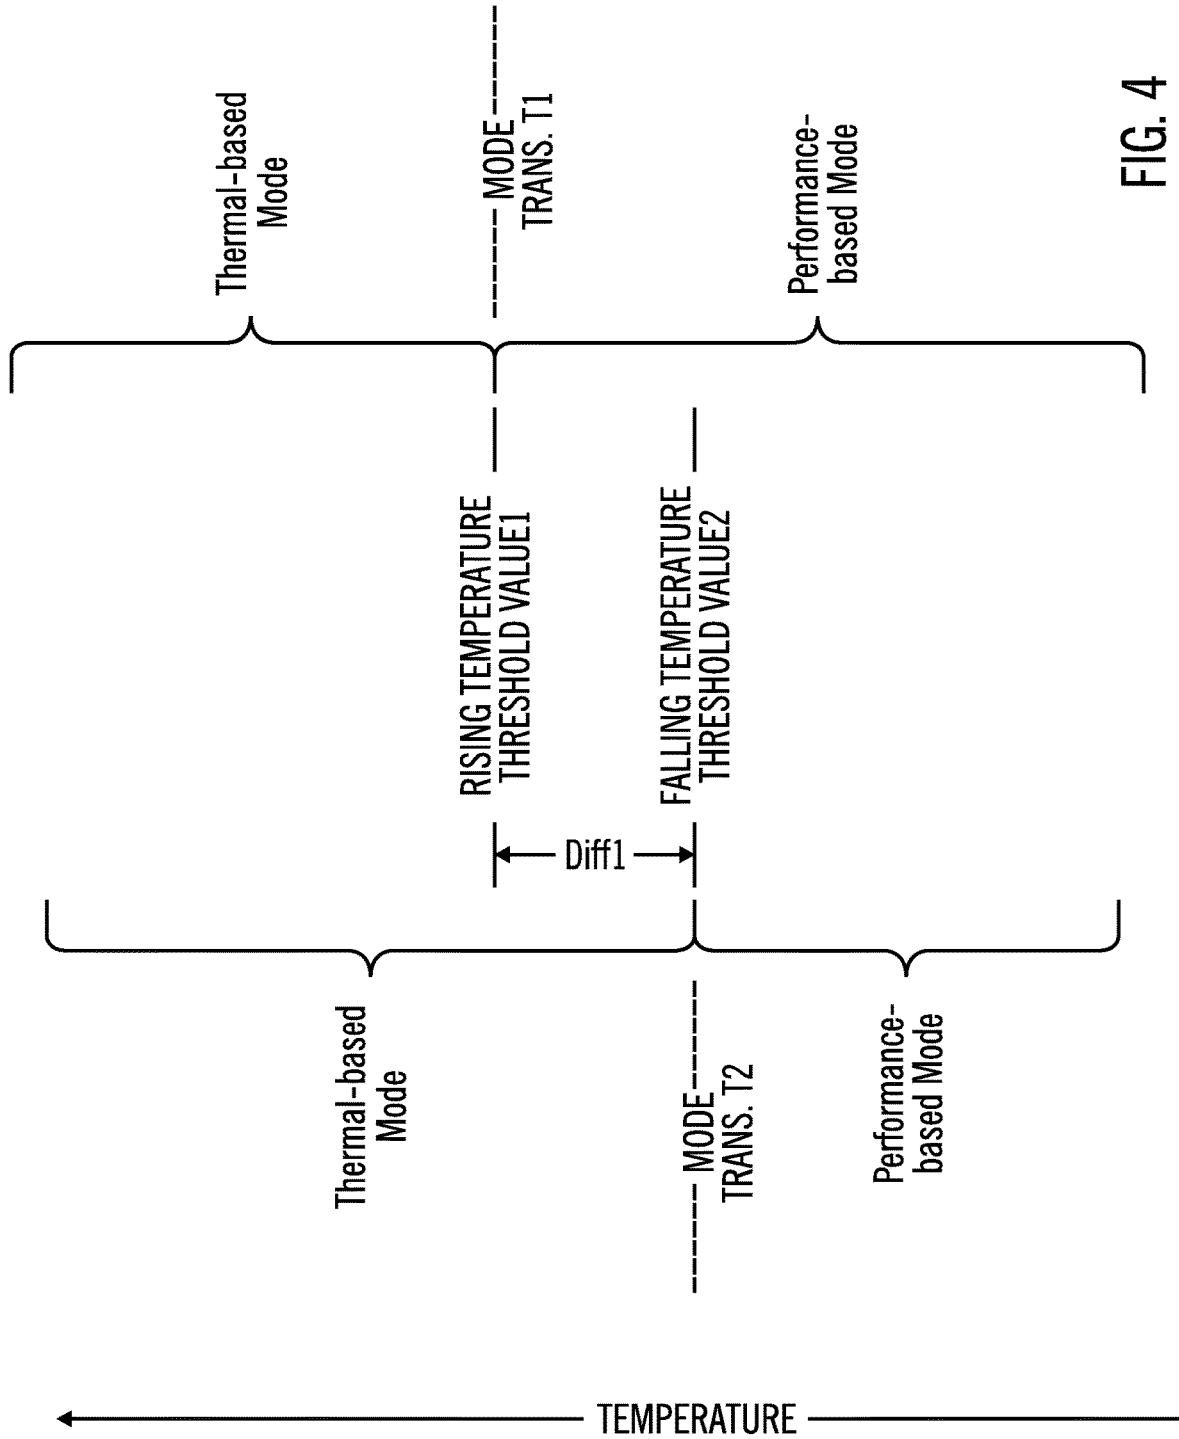 Thermal-based
Mode
MODE
TRANS. T1
Performance-
based Mode
RISING TEMPERATURE
THRESHOLD VALUE1
FALLING TEMPERATURE
THRESHOLD VALUE2
Diff1
Thermal-based
Mode
MODE
TRANS. T2
Performance-
based Mode
TEMPERATURE
FIG. 4